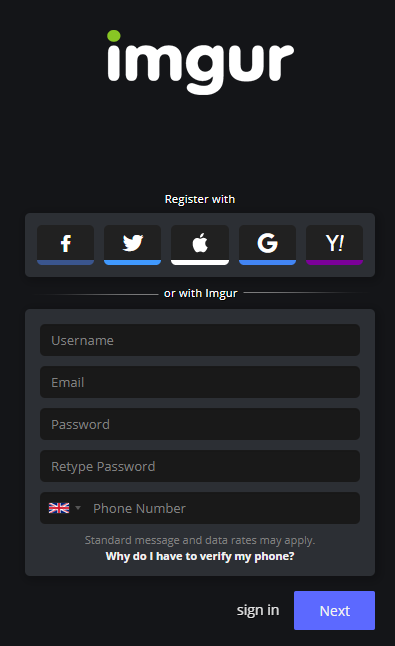 imgur
Register with
Y!
or with Imgur
Username
Email
Password
Retype Password
Phone Number
Standard message and data rates may apply.
Why do I have to verify my phone?
sign in Next